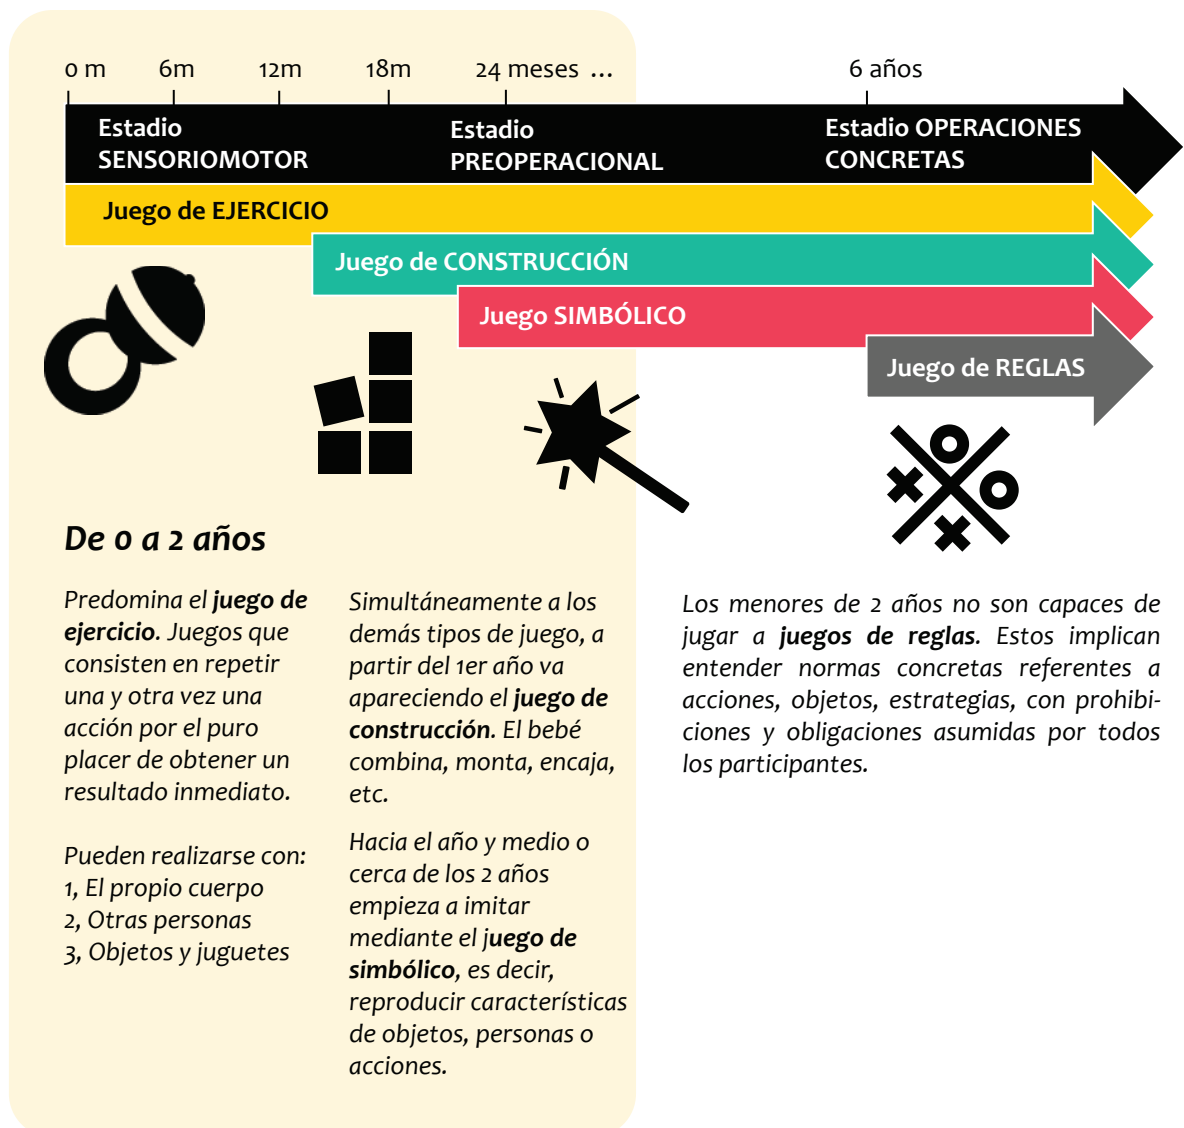 0 m 6m 12m 18m 24 meses ... 6 años
Estadio
SENSORIOMOTOR
Estadio
PREOPERACIONAL
Estadio OPERACIONES
CONCRETAS
Juego de EJERCICIO
Juego de CONSTRUCCIÓN
Juego SIMBÓLICO
Juego de REGLAS
De 0 a 2 años
Predomina el juego de
ejercicio. Juegos que
consisten en repetir
una y otra vez una
acción por el puro
placer de obtener un
resultado inmediato.
Pueden realizarse con:
1, El propio cuerpo
2, Otras personas
3, Objetos y juguetes
Simultáneamente a los
demás tipos de juego, a
partir del 1er año va
apareciendo el juego de
construcción. El bebé
combina, monta, encaja,
etc.
Hacia el año y medio o
cerca de los 2 años
empieza a imitar
mediante el juego de
simbólico, es decir,
reproducir características
de objetos, personas o
acciones.
Los menores de 2 años no son capaces de
jugar a juegos de reglas. Estos implican
entender normas concretas referentes a
acciones, objetos, estrategias, con prohibi-
ciones y obligaciones asumidas por todos
los participantes.